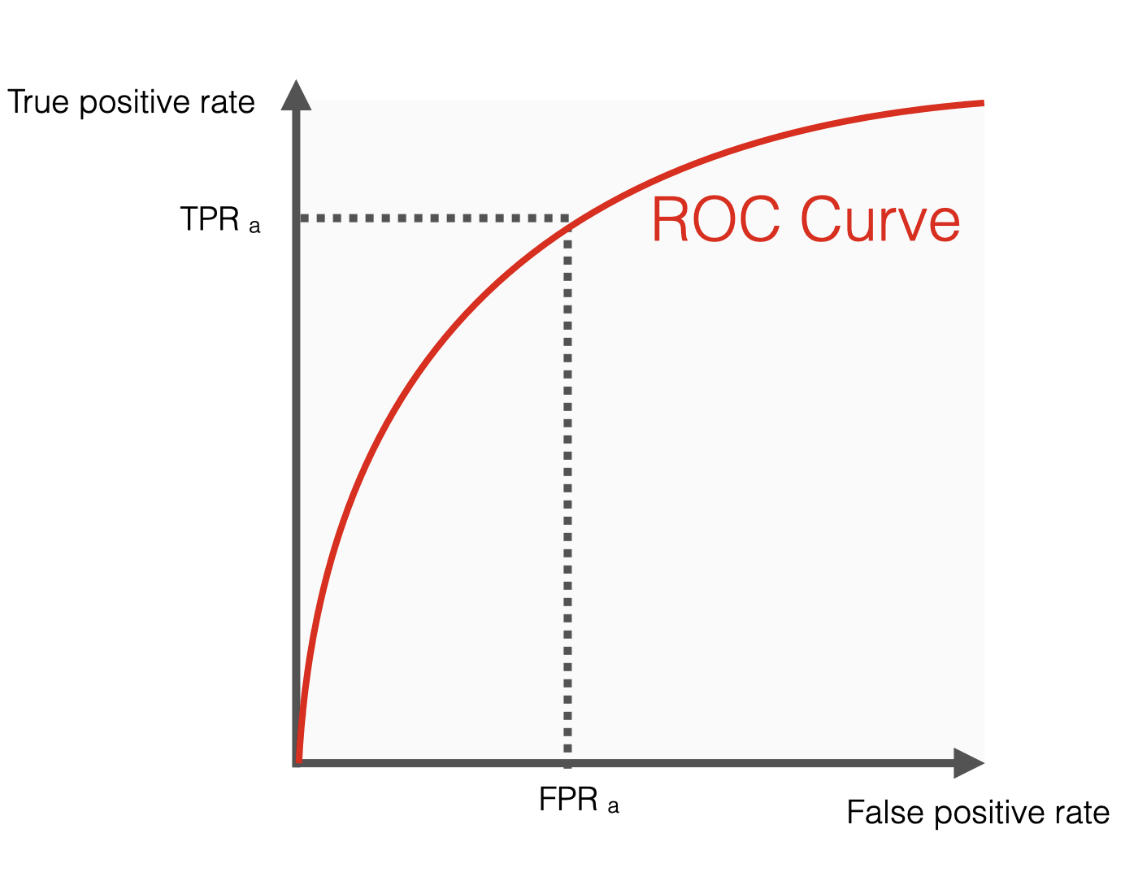 True positive rate
TPR a
ROC Curve
FPR a
False positive rate